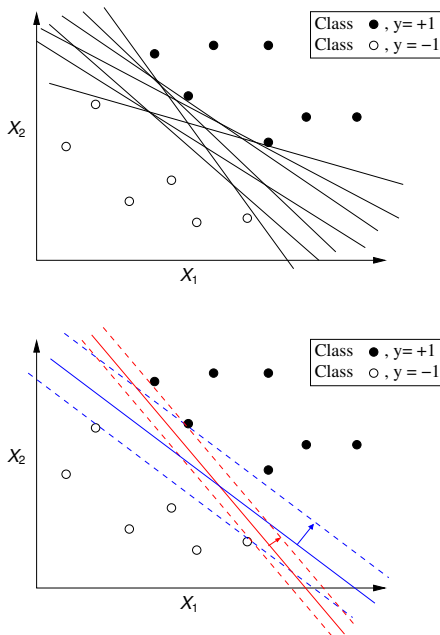 Class ●, y= +1
Class ○, y = −1
X2
X1
Class ●, y= +1
Class ○, y = −1
X2
X1